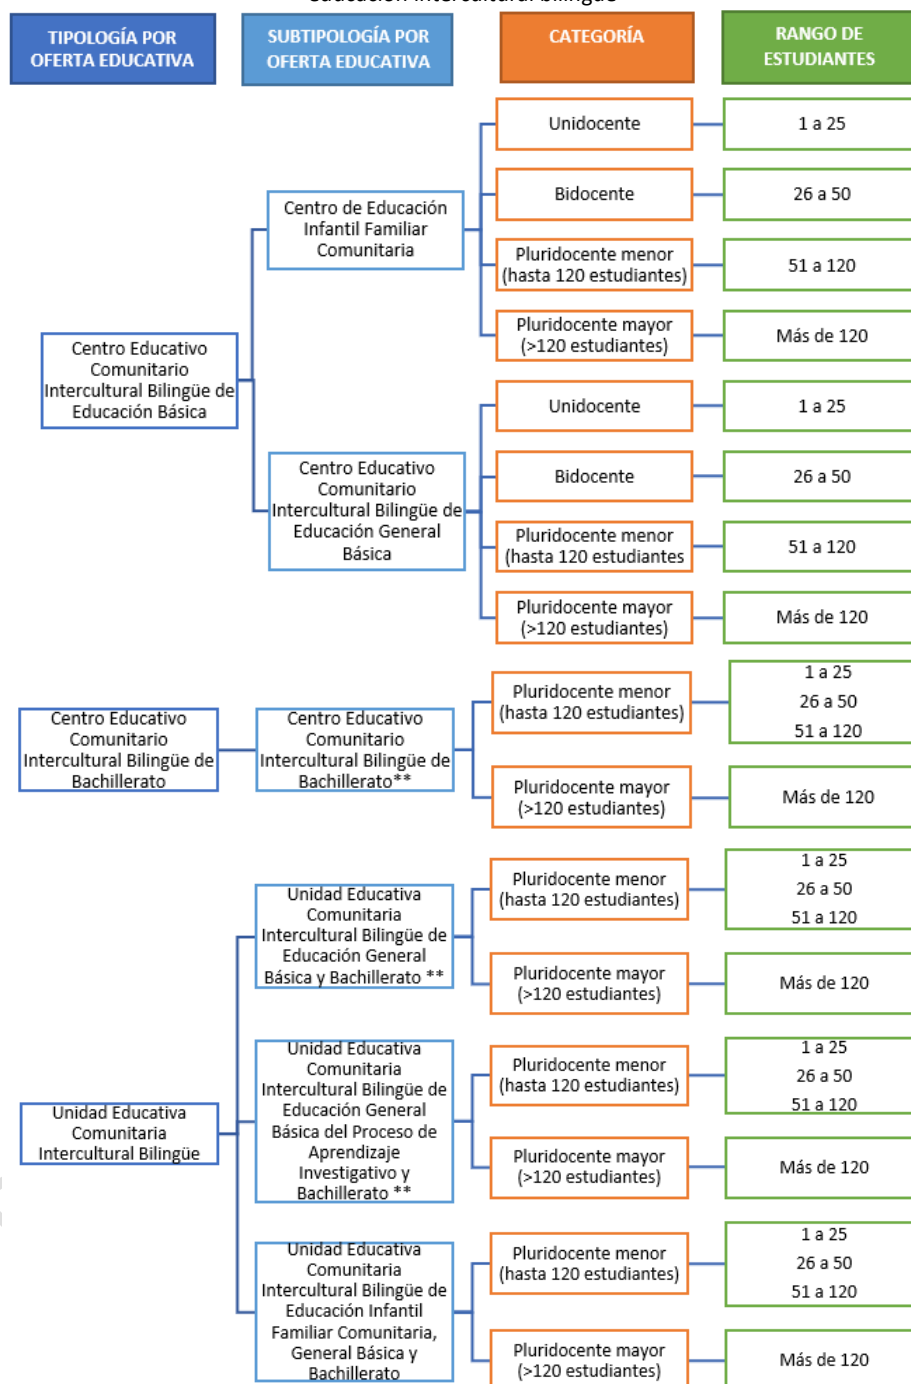 educación intercultural bilingüe
TIPOLOGÍA POR
OFERTA EDUCATIVA
SUBTIPOLOGÍA POR
OFERTA EDUCATIVA
CATEGORÍA
RANGO DE
ESTUDIANTES
Centro Educativo
Comunitario
Intercultural Bilingüe de
Educación Básica
Centro de Educación
Infantil Familiar
Comunitaria
Unidocente
1 a 25
Bidocente
26 a 50
Pluridocente menor
(hasta 120 estudiantes)
51 a 120
Pluridocente mayor
(>120 estudiantes)
Más de 120
Centro Educativo
Comunitario
Intercultural Bilingüe de
Educación General
Básica
Unidocente
1 a 25
Bidocente
26 a 50
Pluridocente menor
(hasta 120 estudiantes
51 a 120
Pluridocente mayor
(>120 estudiantes)
Más de 120
Centro Educativo
Comunitario
Intercultural Bilingüe de
Bachillerato
Centro Educativo
Comunitario
Intercultural Bilingüe de
Bachillerato**
Pluridocente menor
(hasta 120 estudiantes)
1 a 25
26 a 50
51 a 120
Pluridocente mayor
(>120 estudiantes)
Más de 120
Unidad Educativa
Comunitaria
Intercultural Bilingüe
Unidad Educativa
Comunitaria
Intercultural Bilingüe de
Educación General
Básica y Bachillerato **
Pluridocente menor
(hasta 120 estudiantes)
1 a 25
26 a 50
51 a 120
Pluridocente mayor
(>120 estudiantes)
Más de 120
Unidad Educativa
Comunitaria
Intercultural Bilingüe de
Educación General
Básica del Proceso de
Aprendizaje
Investigativo y
Bachillerato **
Pluridocente menor
(hasta 120 estudiantes)
1 a 25
26 a 50
51 a 120
Pluridocente mayor
(>120 estudiantes)
Más de 120
Unidad Educativa
Comunitaria
Intercultural Bilingüe de
Educación Infantil
Familiar Comunitaria,
General Básica y
Bachillerato
Pluridocente menor
(hasta 120 estudiantes)
1 a 25
26 a 50
51 a 120
Pluridocente mayor
(>120 estudiantes)
Más de 120